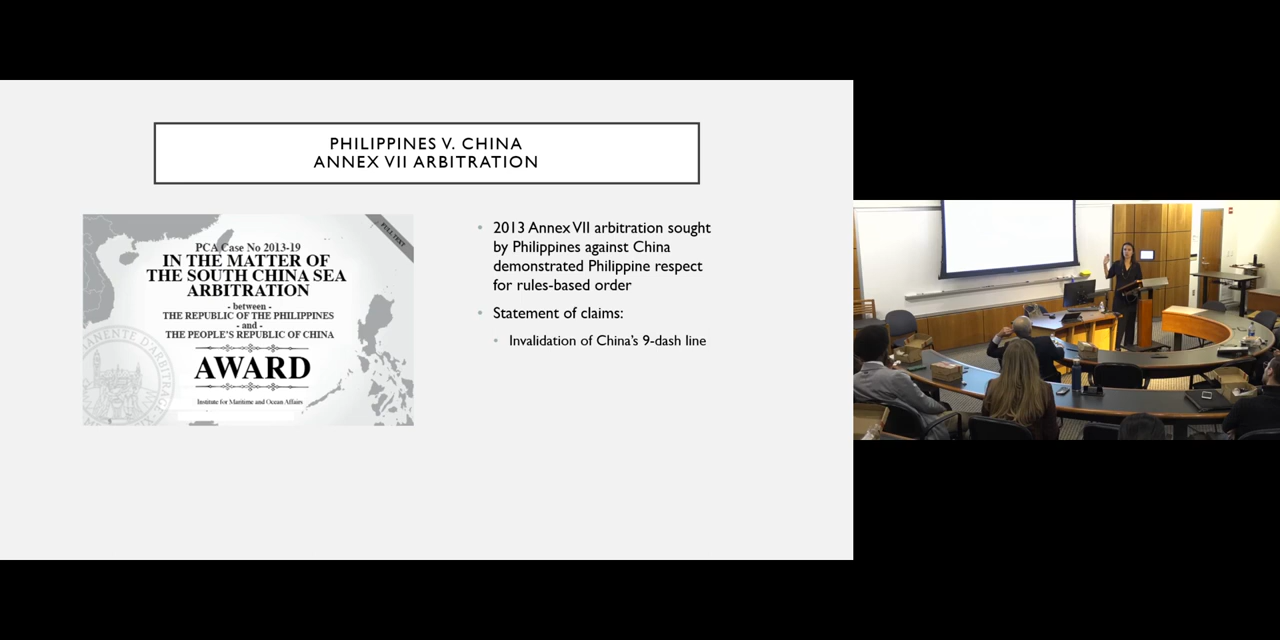 PHILIPPINES V. CHINA
ANNEX VII ARBITRATION
FULL TEXT
PCA Case No 2013-19
IN THE MATTER OF
THE SOUTH CHINA SEA
ARBITRATION
- between -
THE REPUBLIC OF THE PHILIPPINES
- and -
THE PEOPLE'S REPUBLIC OF CHINA
AWARD
Institute for Maritime and Ocean Affairs
• 2013 Annex VII arbitration sought
by Philippines against China
demonstrated Philippine respect
for rules-based order
• Statement of claims:
• Invalidation of China's 9-dash line